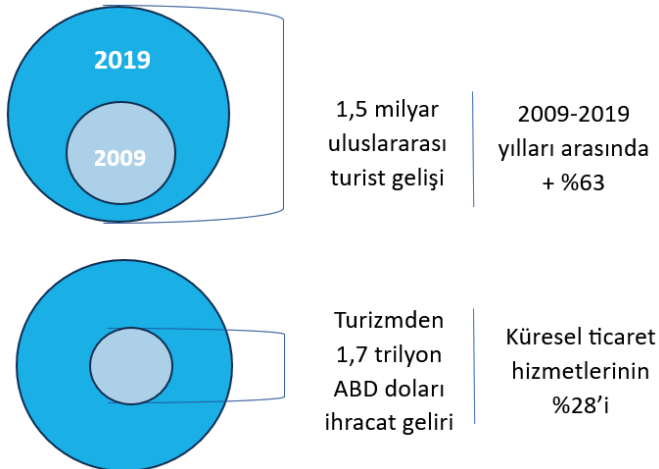 2019
2009
1,5 milyar
uluslararası
turist gelişi
2009-2019
yılları arasında
+ %63
Turizmden
1,7 trilyon
ABD doları
ihracat geliri
Küresel ticaret
hizmetlerinin
%28’i